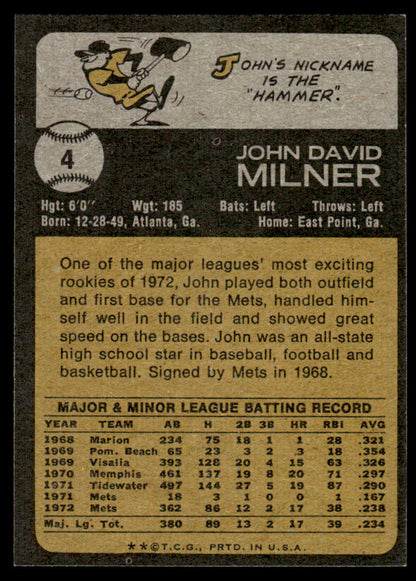 JOHN'S NICKNAME
IS THE
"HAMMER".
4
JOHN DAVID
MILNER
Hgt: 6'0" Wgt: 185 Bats: Left Throws: Left
Born: 12-28-49, Atlanta, Ga. Home: East Point, Ga.
One of the major leagues' most exciting
rookies of 1972, John played both outfield
and first base for the Mets, handled him-
self well in the field and showed great
speed on the bases. John was an all-state
high school star in baseball, football and
basketball. Signed by Mets in 1968.
MAJOR & MINOR LEAGUE BATTING RECORD
YEAR TEAM AB H 2B 3B HR RBI AVG
1968 Marion 234 75 18 1 1 28 .321
1969 Pom. Beach 65 23 3 2 3 18 .354
1969 Visalia 393 128 20 4 15 63 .326
1970 Memphis 461 137 19 8 20 71 .297
1971 Tidewater 497 144 27 5 19 87 .290
1971 Mets 18 3 1 0 0 1 .167
1972 Mets 362 86 12 2 17 38 .238
Maj. Lg. Tot. 380 89 13 2 17 39 .234
**©T.C.G., PRTD. IN U.S.A.